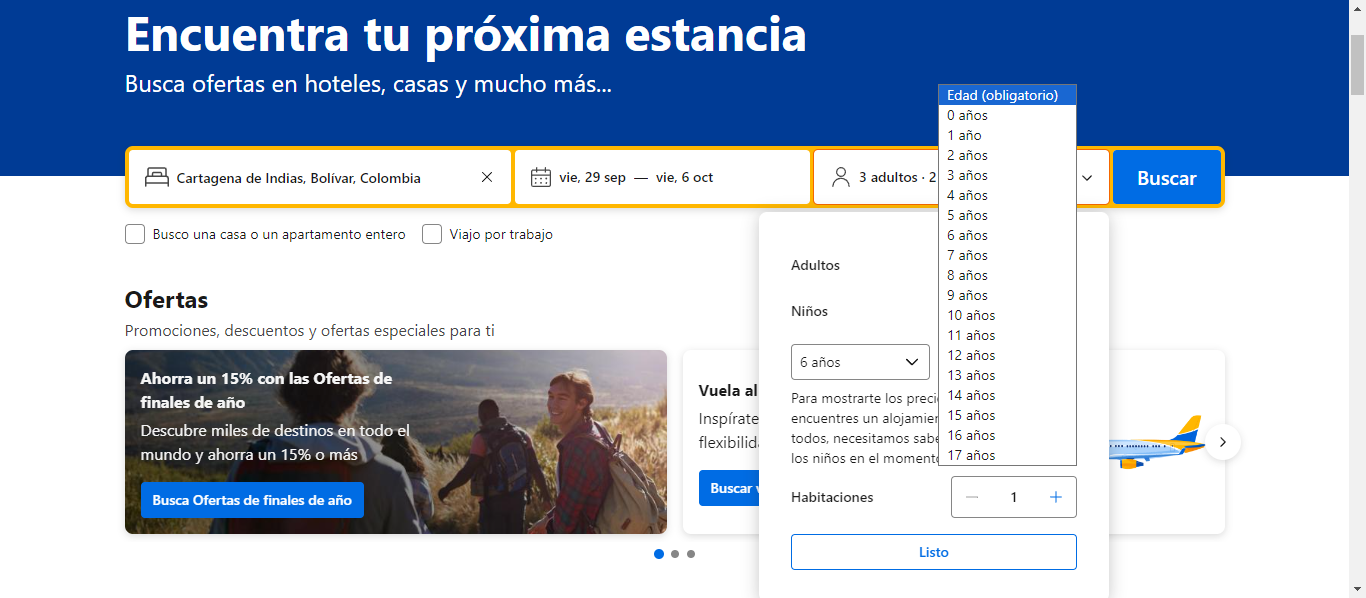 Encuentra tu próxima estancia
Busca ofertas en hoteles, casas y mucho más...
Cartagena de Indias, Bolívar, Colombia
vie, 29 sep — vie, 6 oct
3 adultos · 2
Buscar
Busco una casa o un apartamento entero
Viajo por trabajo
Edad (obligatorio)
0 años
1 año
2 años
3 años
4 años
5 años
6 años
7 años
8 años
9 años
10 años
11 años
12 años
13 años
14 años
15 años
16 años
17 años
Adultos
Niños
6 años
Para mostrarte los
encuentres un
todos, necesitamos
los niños en el
Habitaciones
1
Listo
Ofertas
Promociones, descuentos y ofertas especiales para ti
Ahorra un 15% con las Ofertas de
finales de año
Descubre miles de destinos en todo el
mundo y ahorra un 15% o más
Busca Ofertas de finales de año
Vuela al
Inspírate
Buscar